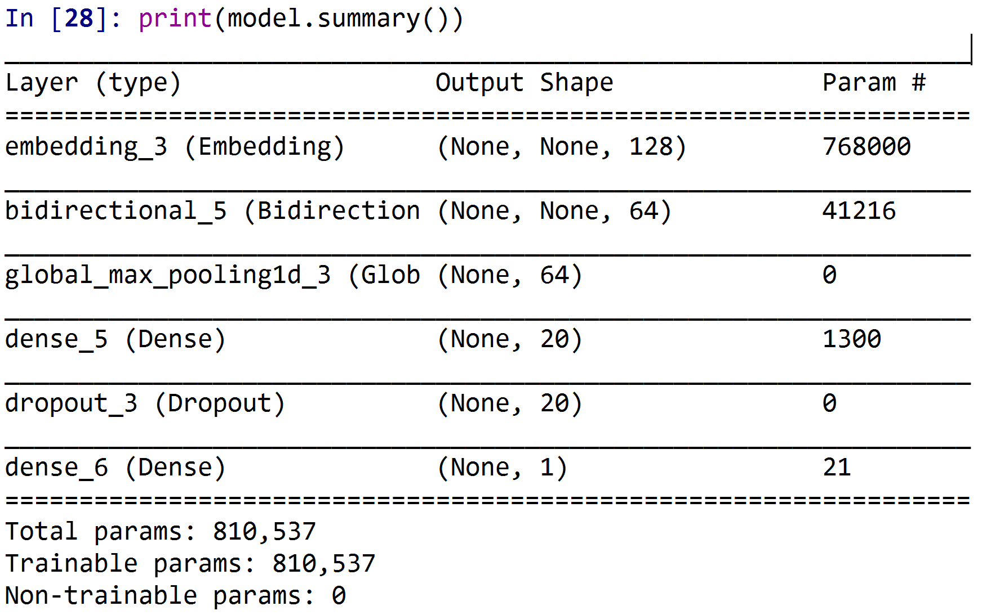 In [28]: print(model.summary())
_________________________________________________________________
Layer (type)                 Output Shape              Param #
=================================================================
embedding_3 (Embedding)      (None, None, 128)         768000
_________________________________________________________________
bidirectional_5 (Bidirection (None, None, 64)          41216
_________________________________________________________________
global_max_pooling1d_3 (Glob (None, 64)                0
_________________________________________________________________
dense_5 (Dense)              (None, 20)                1300
_________________________________________________________________
dropout_3 (Dropout)          (None, 20)                0
_________________________________________________________________
dense_6 (Dense)              (None, 1)                 21
=================================================================
Total params: 810,537
Trainable params: 810,537
Non-trainable params: 0